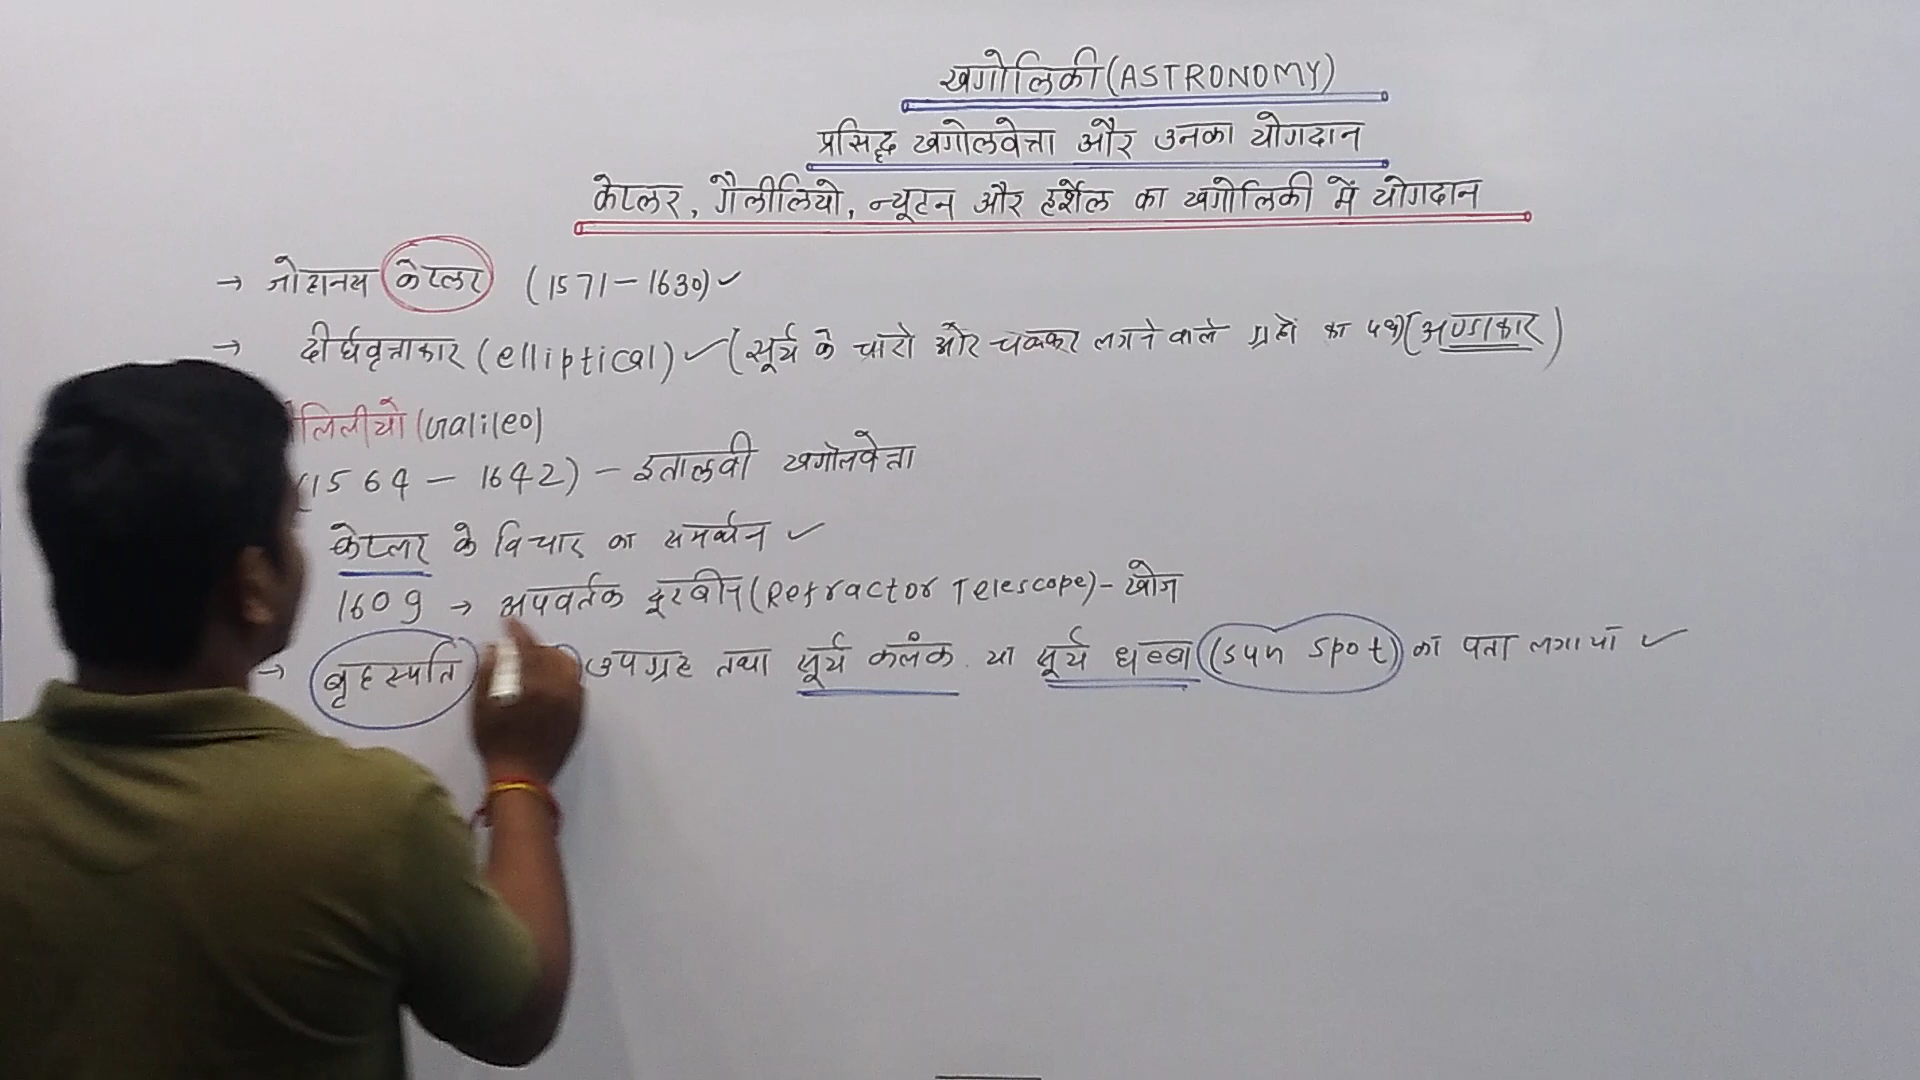 खगोलिकी (ASTRONOMY)
प्रसिद्ध खगोलवेत्ता और उनका योगदान
केप्लर, गैलीलियो, न्यूटन और हर्शेल का खगोलिकी में योगदान
→ जोहानस केप्लर (1571-1630) ✓
→ दीर्घवृत्ताकार (elliptical) ✓ (सूर्य के चारो और चक्कर लगाने वाले ग्रहों का पथ) (अण्डाकार)
लिलीयो (Galileo)
(1564 - 1642) - इतालवी खगोलवेत्ता
केप्लर के विचार का समर्थन ✓
1609 → अपवर्तक दूरबीन (Refractor Telescope) - खोज
→ बृहस्पति उपग्रह तथा सूर्य कलंक या सूर्य धब्बा (sun spot) का पता लगाया ✓